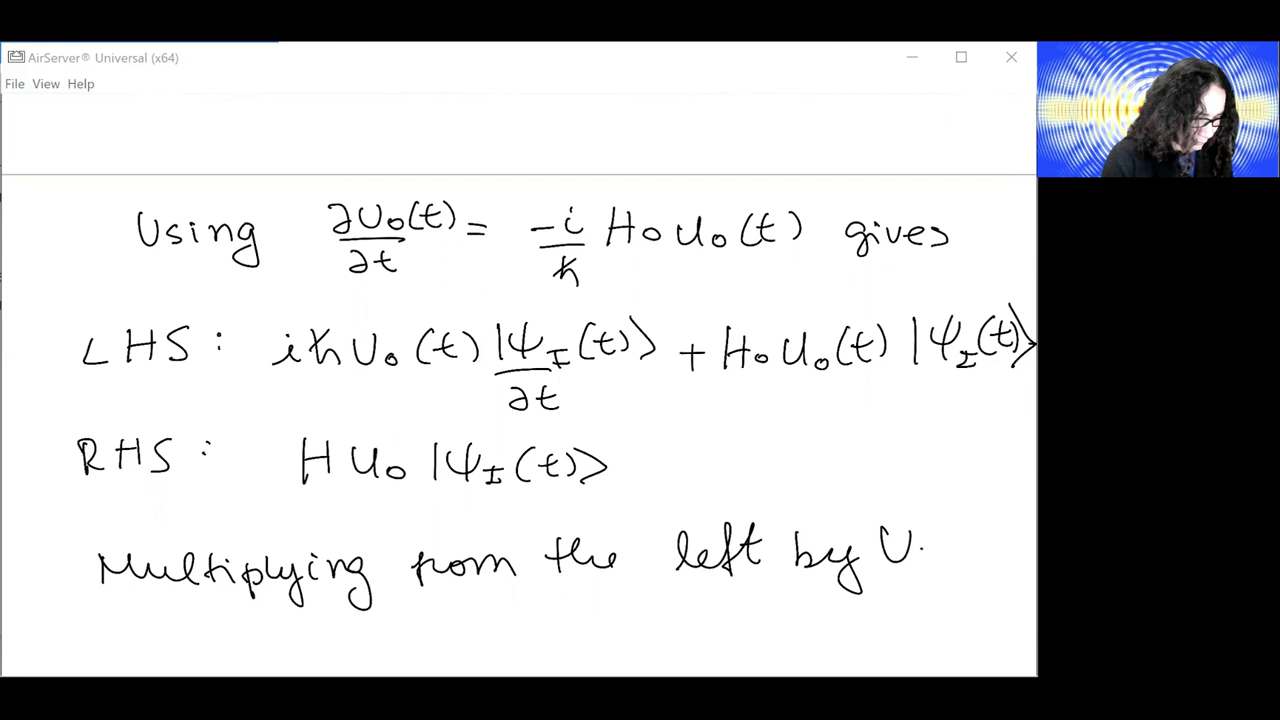 AirServer® Universal (x64)
File View Help
Using ∂U₀(t)/∂t = -i/ħ H₀U₀(t) gives
LHS : iħU₀(t) |Ψ_I(t)⟩/∂t + H₀U₀(t) |Ψ_I(t)⟩
RHS : HU₀ |Ψ_I(t)⟩
Multiplying from the left by U.